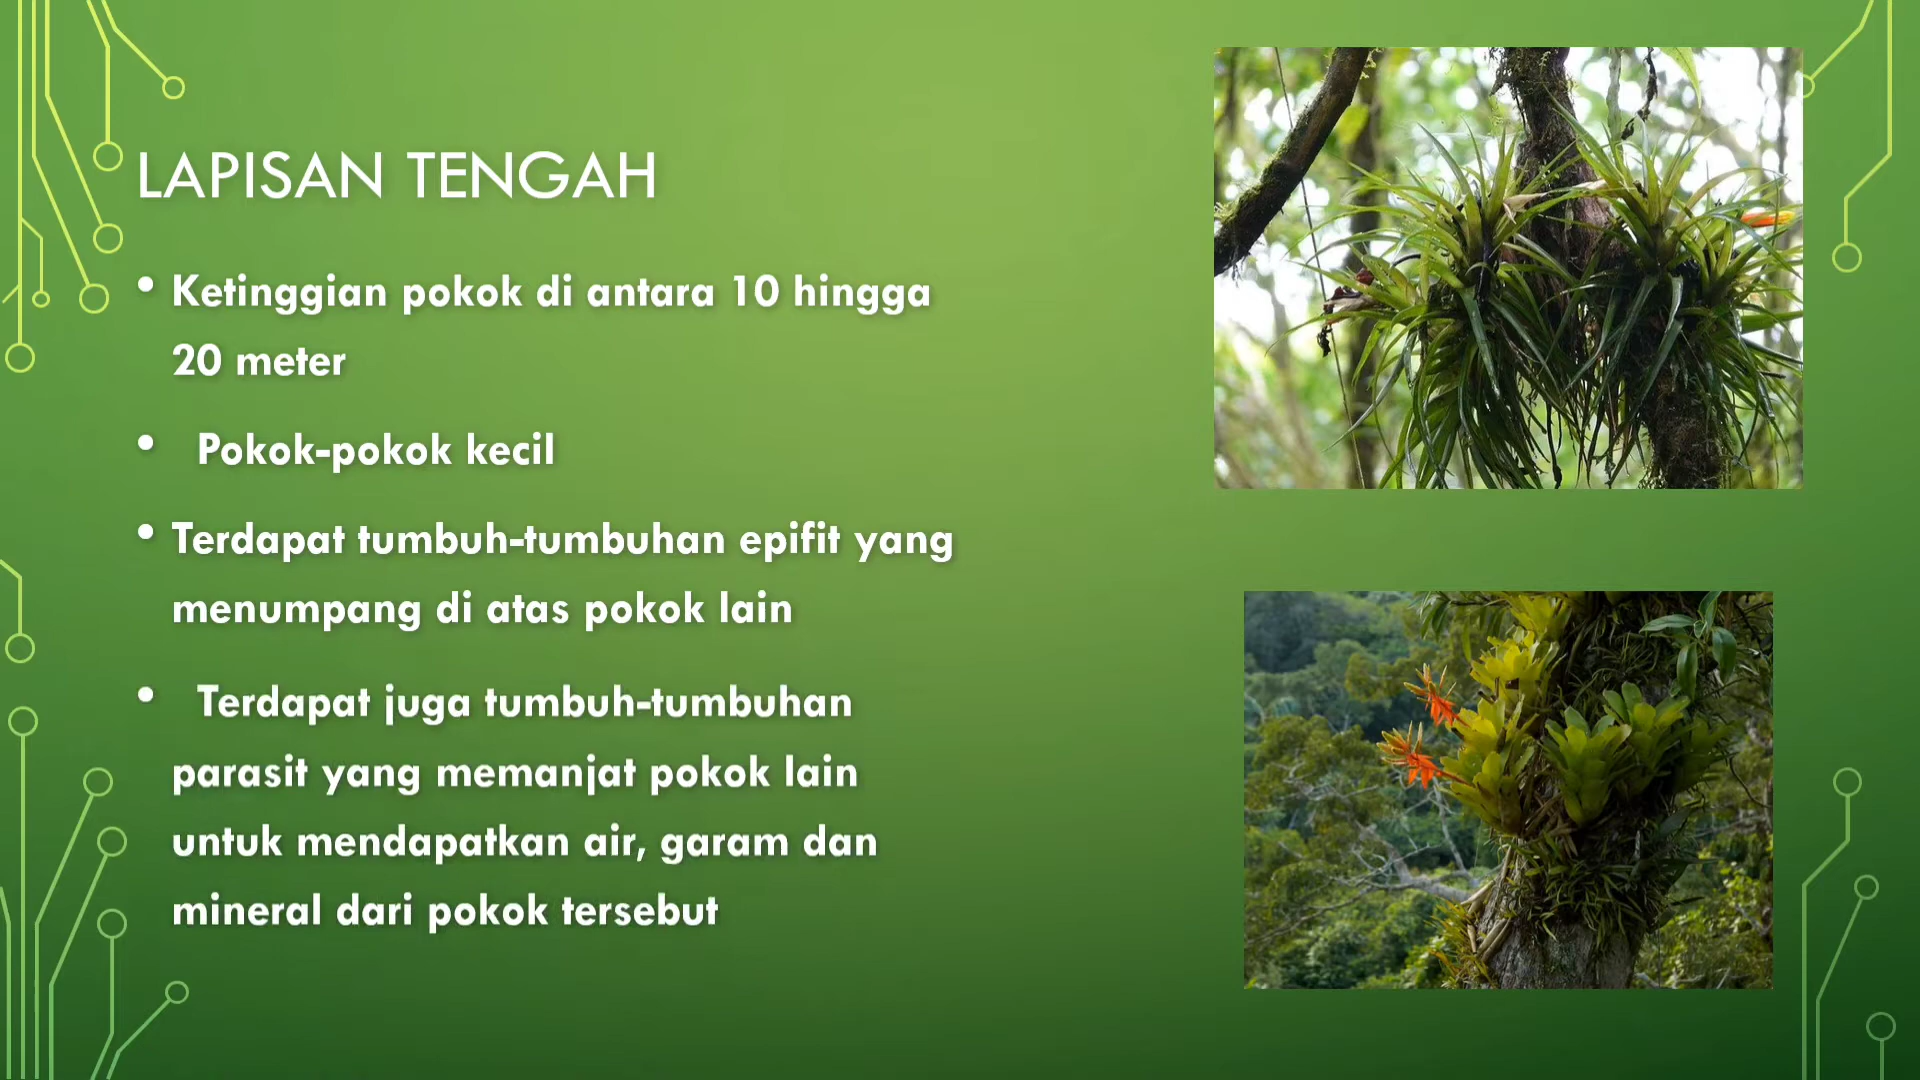 LAPISAN TENGAH
• Ketinggian pokok di antara 10 hingga
20 meter
• Pokok-pokok kecil
• Terdapat tumbuh-tumbuhan epifit yang
menumpang di atas pokok lain
• Terdapat juga tumbuh-tumbuhan
parasit yang memanjat pokok lain
untuk mendapatkan air, garam dan
mineral dari pokok tersebut